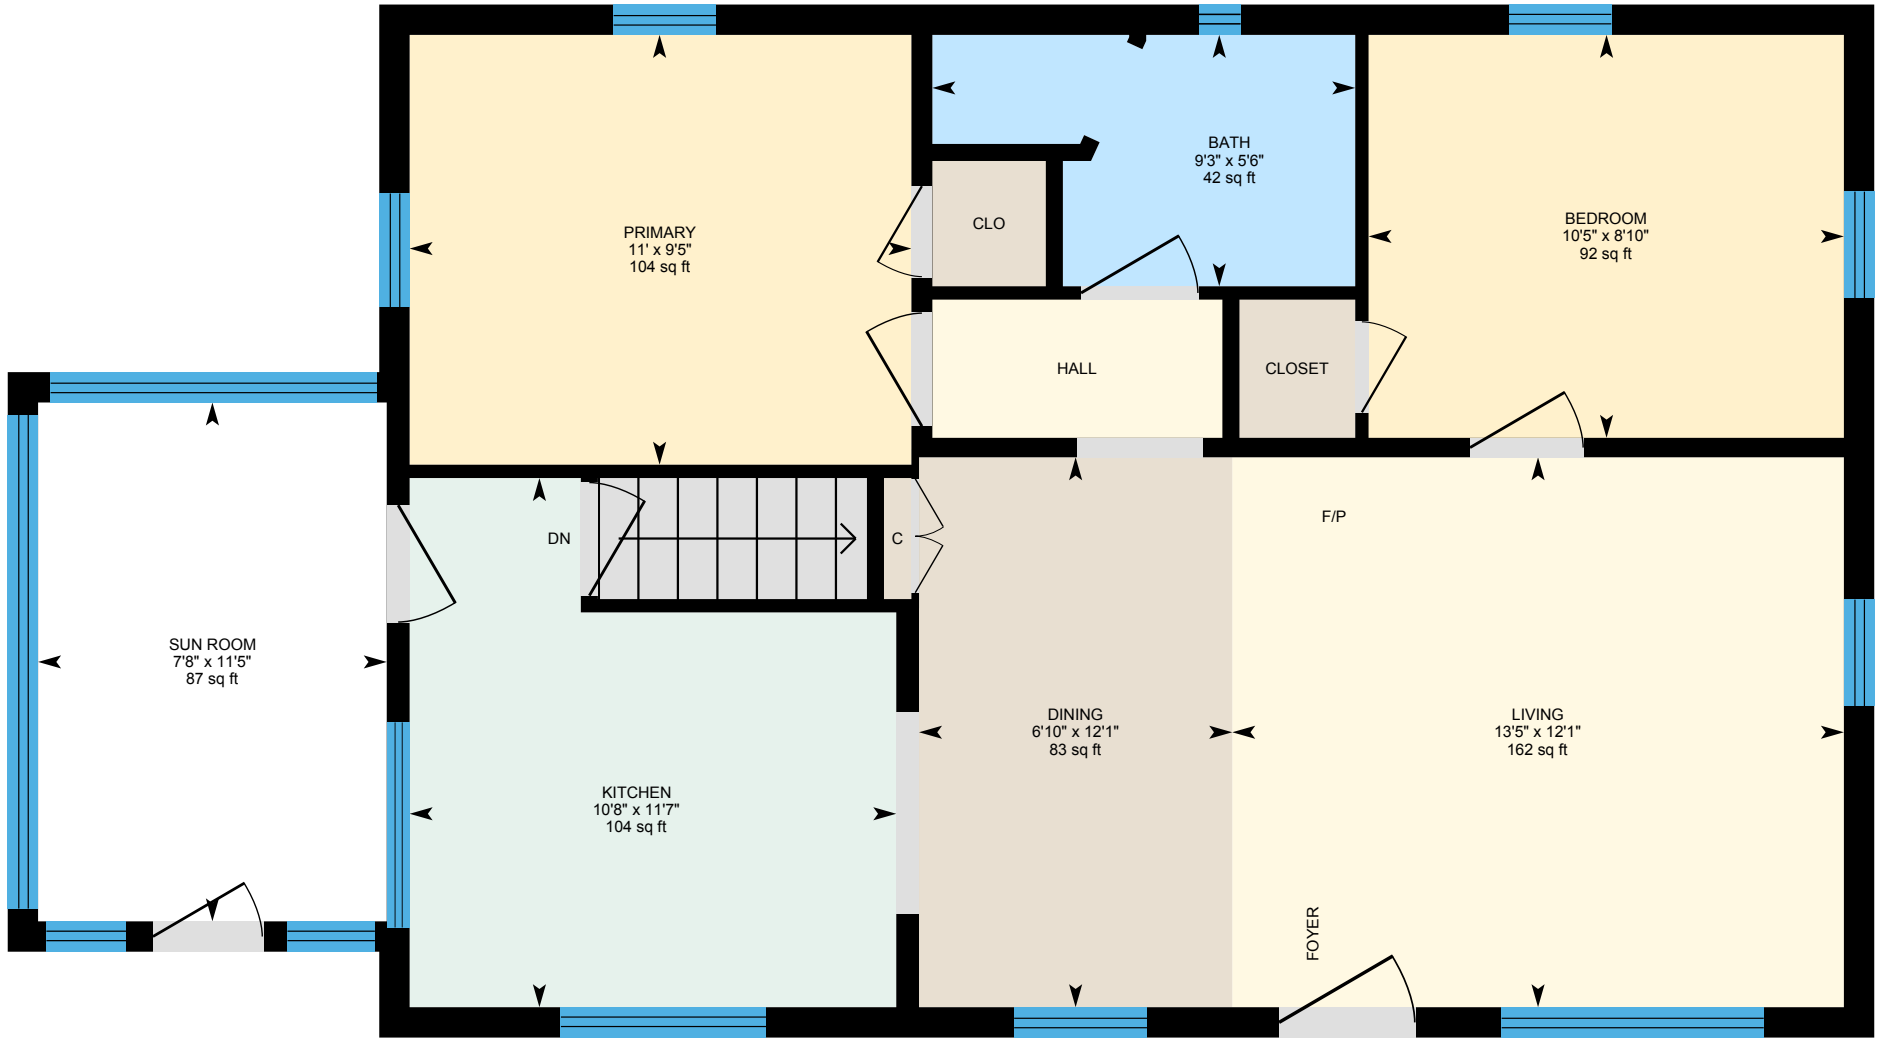 BATH
9'3" x 5'6"
42 sq ft
PRIMARY
11' x 9'5"
104 sq ft
CLO
BEDROOM
10'5" x 8'10"
92 sq ft
HALL
CLOSET
DN
C
F/P
SUN ROOM
7'8" x 11'5"
87 sq ft
DINING
6'10" x 12'1"
83 sq ft
LIVING
13'5" x 12'1"
162 sq ft
KITCHEN
10'8" x 11'7"
104 sq ft
FOYER